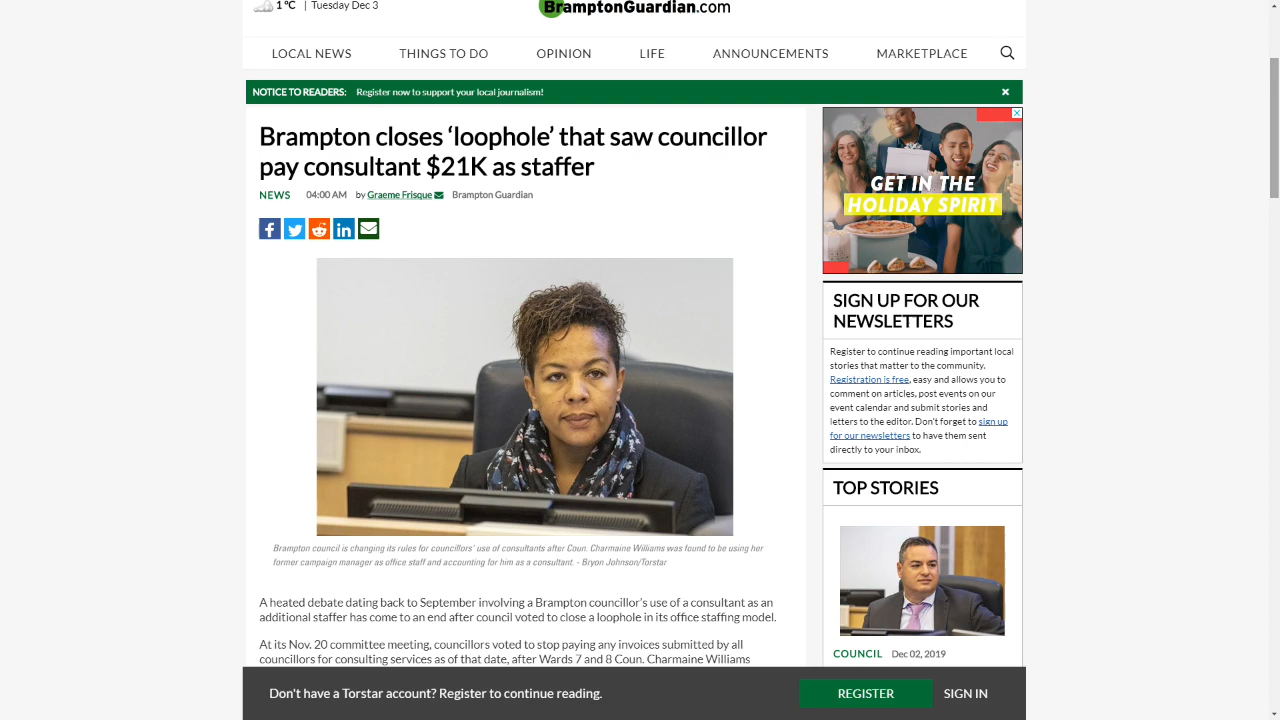 1 °C | Tuesday Dec 3
BramptonGuardian.com
LOCAL NEWS THINGS TO DO OPINION LIFE ANNOUNCEMENTS MARKETPLACE
NOTICE TO READERS: Register now to support your local journalism!
Brampton closes ‘loophole’ that saw councillor
pay consultant $21K as staffer
NEWS 04:00 AM by Graeme Frisque Brampton Guardian
Brampton council is changing its rules for councillors' use of consultants after Coun. Charmaine Williams was found to be using her
former campaign manager as office staff and accounting for him as a consultant. - Bryon Johnson/Torstar
A heated debate dating back to September involving a Brampton councillor’s use of a consultant as an
additional staffer has come to an end after council voted to close a loophole in its office staffing model.
At its Nov. 20 committee meeting, councillors voted to stop paying any invoices submitted by all
councillors for consulting services as of that date, after Wards 7 and 8 Coun. Charmaine Williams
GET IN THE
HOLIDAY SPIRIT
SIGN UP FOR OUR
NEWSLETTERS
Register to continue reading important local
stories that matter to the community.
Registration is free, easy and allows you to
comment on articles, post events on our
event calendar and submit stories and
letters to the editor. Don't forget to sign up
for our newsletters to have them sent
directly to your inbox.
TOP STORIES
COUNCIL Dec 02, 2019
Don't have a Torstar account? Register to continue reading.
REGISTER SIGN IN